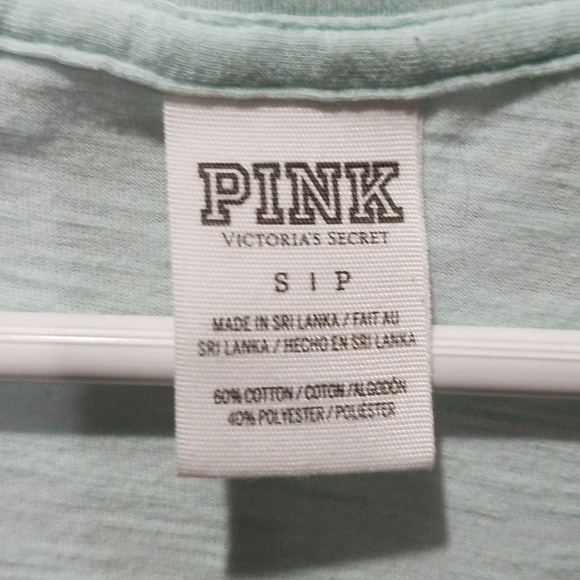 PINK
VICTORIA'S SECRET
S | P
MADE IN SRI LANKA / FAIT AU
SRI LANKA / HECHO EN SRI LANKA
60% COTTON / COTON / ALGODÓN
40% POLYESTER / POLIÉSTER